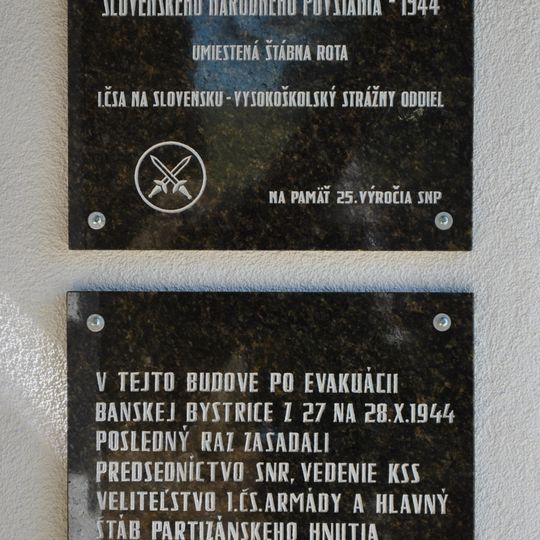 SLOVENSKÉHO NÁRODNÉHO POVSTANIA - 1944
UMIESTENÁ ŠTÁBNA ROTA
I.ČSA NA SLOVENSKU - VYSOKOŠKOLSKÝ STRÁŽNY ODDIEL
NA PAMÄŤ 25. VÝROČIA SNP
V TEJTO BUDOVE PO EVAKUÁCII
BANSKEJ BYSTRICE Z 27 NA 28.X.1944
POSLEDNÝ RAZ ZASADALI
PREDSEDNÍCTVO SNR, VEDENIE KSS
VELITEĽSTVO I.ČS. ARMÁDY A HLAVNÝ
ŠTÁB PARTIZÁNSKEHO HNUTIA